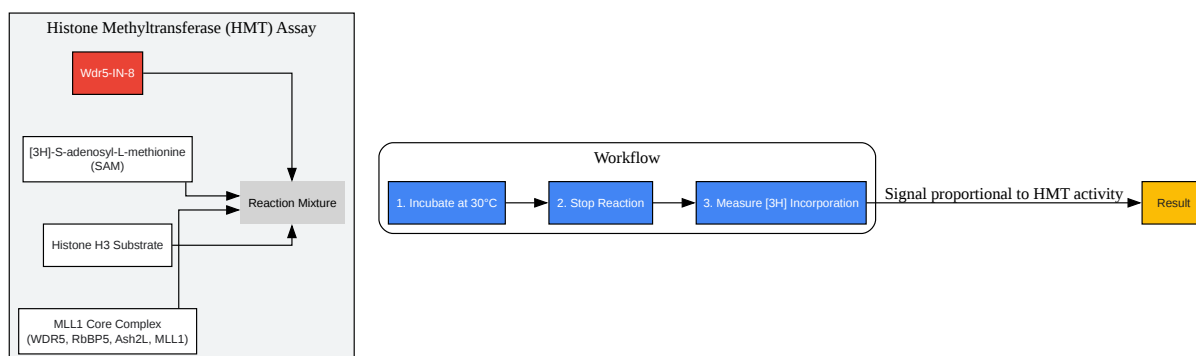 Histone Methyltransferase (HMT) Assay
Wdr5-IN-8
[3H]-S-adenosyl-L-methionine
(SAM)
Reaction Mixture
Histone H3 Substrate
MLL1 Core Complex
(WDR5, RbBP5, Ash2L, MLL1)
Workflow
1. Incubate at 30°C
2. Stop Reaction
3. Measure [3H] Incorporation
Signal proportional to HMT activity
Result